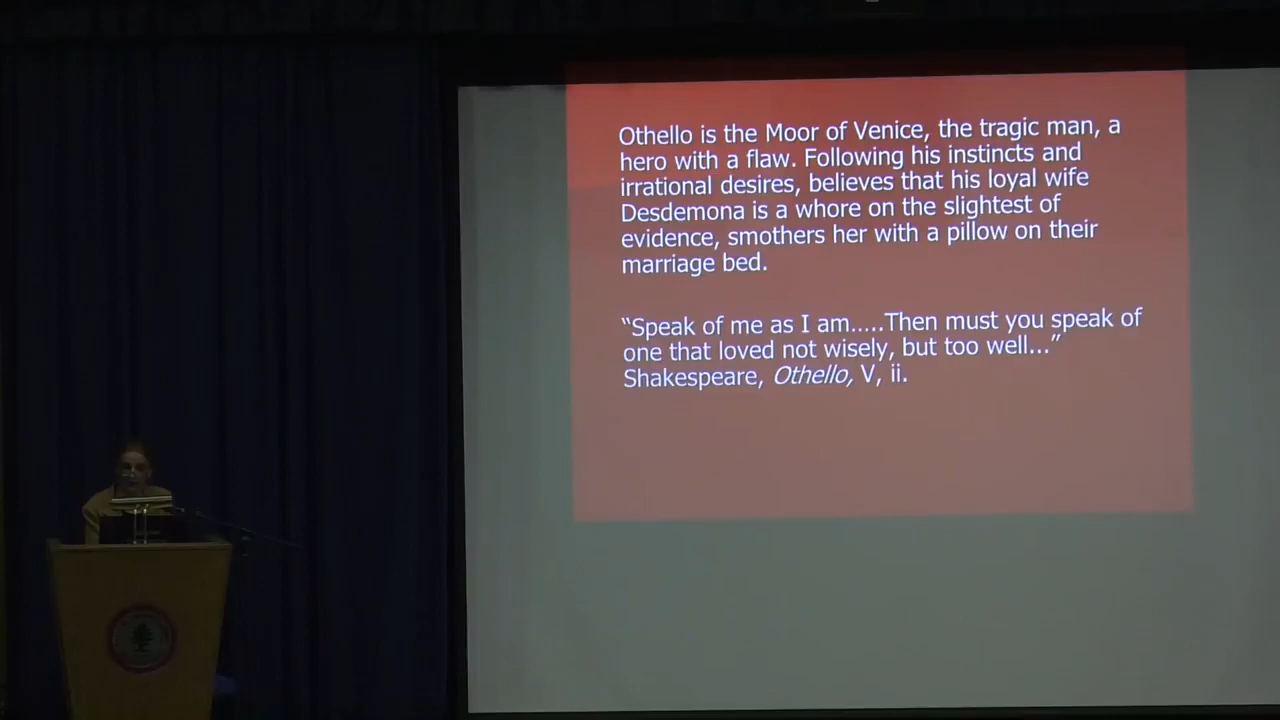 Othello is the Moor of Venice, the tragic man, a
hero with a flaw. Following his instincts and
irrational desires, believes that his loyal wife
Desdemona is a whore on the slightest of
evidence, smothers her with a pillow on their
marriage bed.
“Speak of me as I am.....Then must you speak of
one that loved not wisely, but too well...”
Shakespeare, Othello, V, ii.